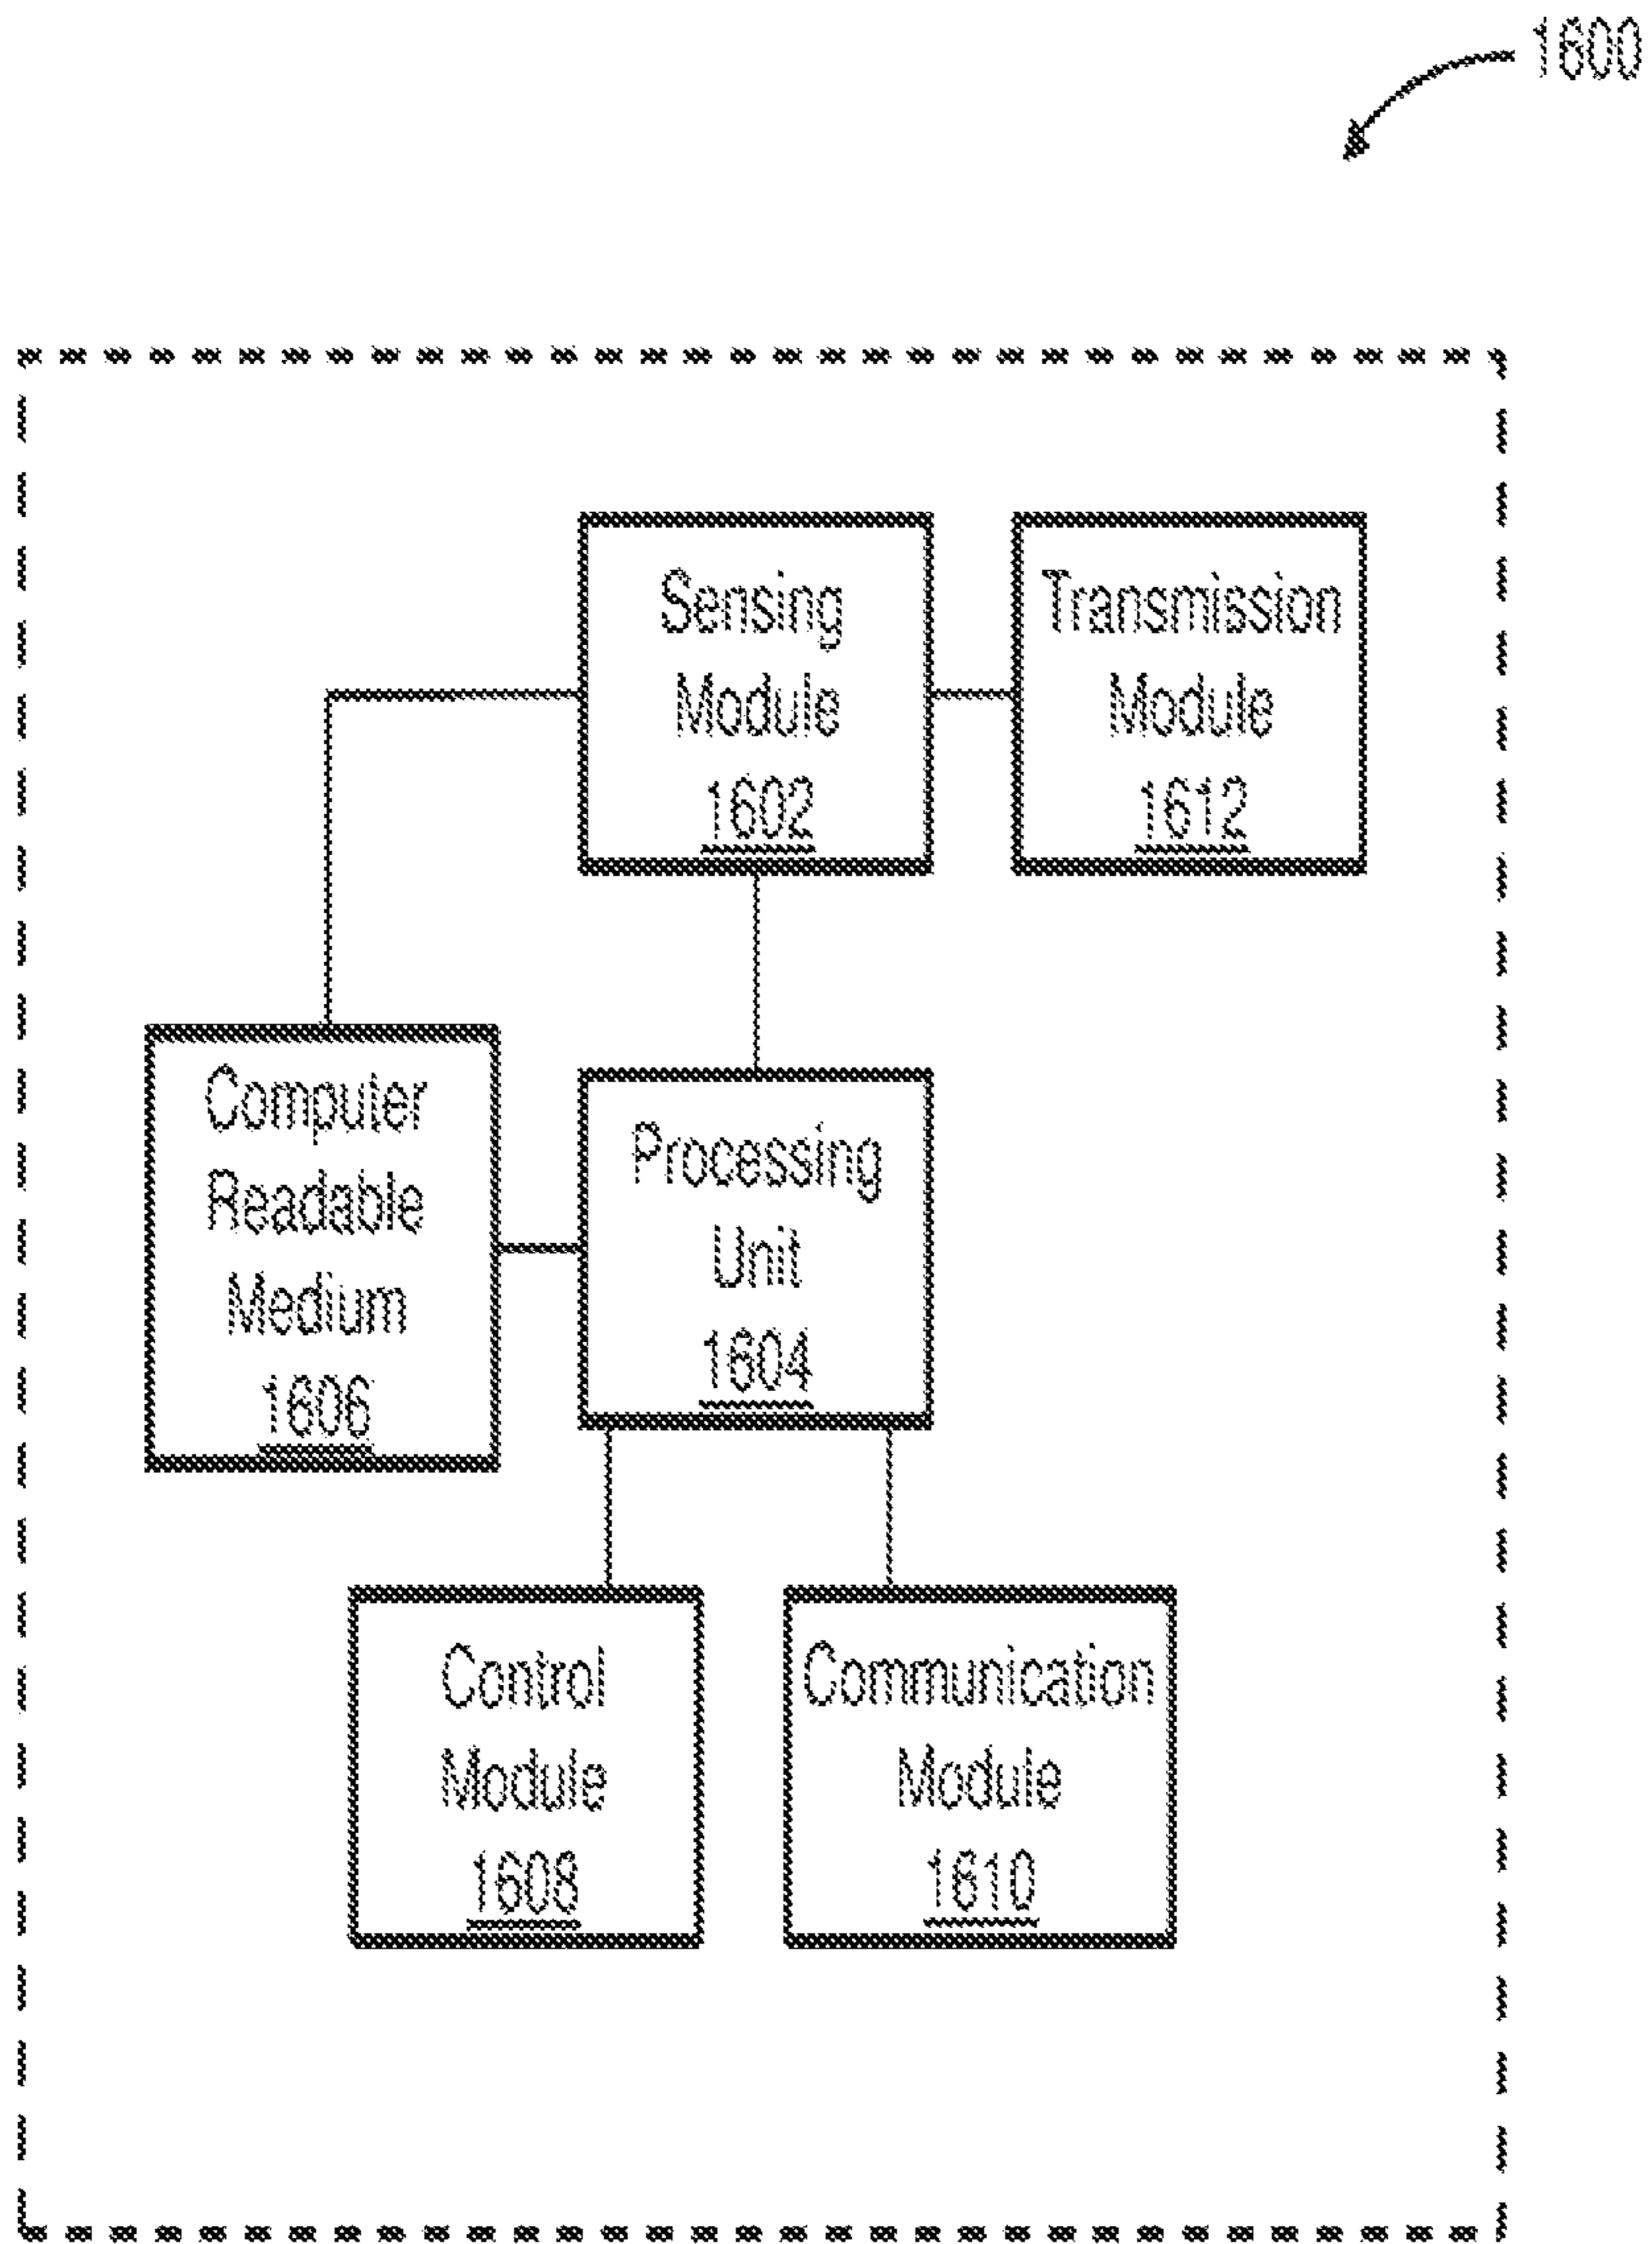 1600
Sensing
Module
1602
Transmission
Module
1612
Computer
Readable
Medium
1606
Processing
Unit
1604
Control
Module
1608
Communication
Module
1610